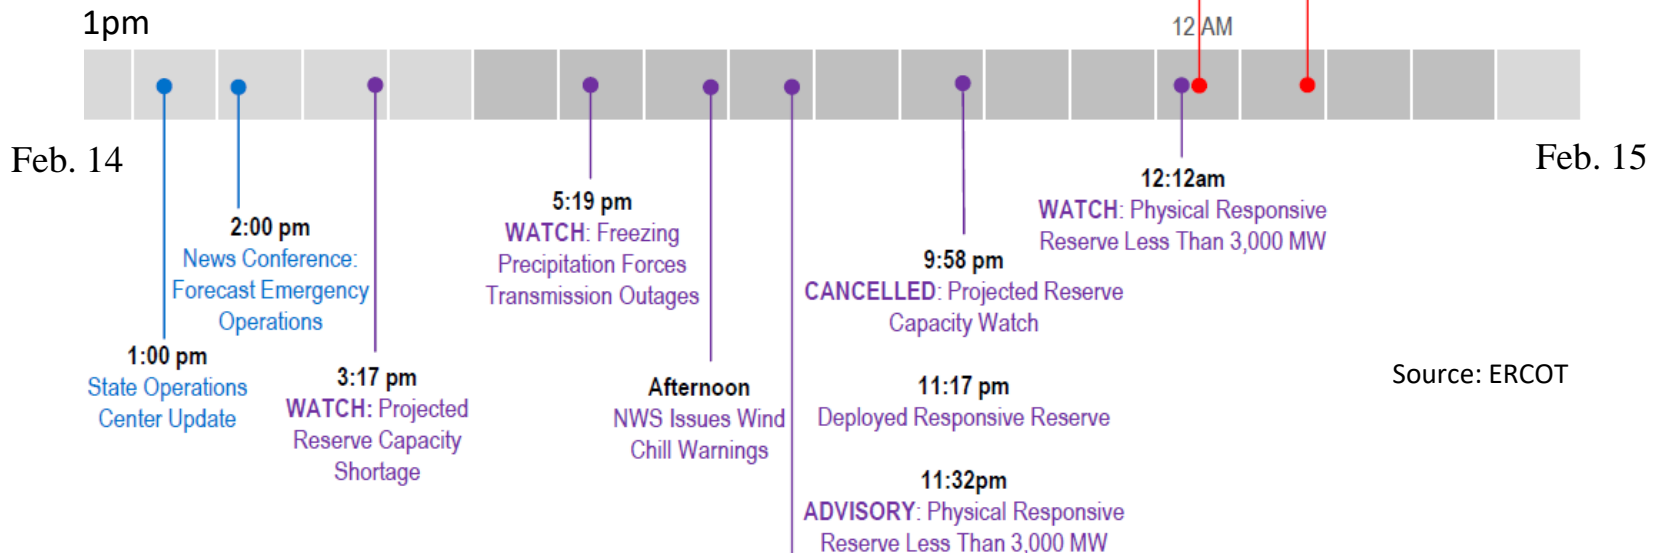 1pm
12 AM
Feb. 14
Feb. 15
2:00 pm
News Conference:
Forecast Emergency
Operations
1:00 pm
State Operations
Center Update
3:17 pm
WATCH: Projected
Reserve Capacity
Shortage
5:19 pm
WATCH: Freezing
Precipitation Forces
Transmission Outages
Afternoon
NWS Issues Wind
Chill Warnings
9:58 pm
CANCELLED: Projected Reserve
Capacity Watch
11:17 pm
Deployed Responsive Reserve
11:32pm
ADVISORY: Physical Responsive
Reserve Less Than 3,000 MW
12:12am
WATCH: Physical Responsive
Reserve Less Than 3,000 MW
Source: ERCOT